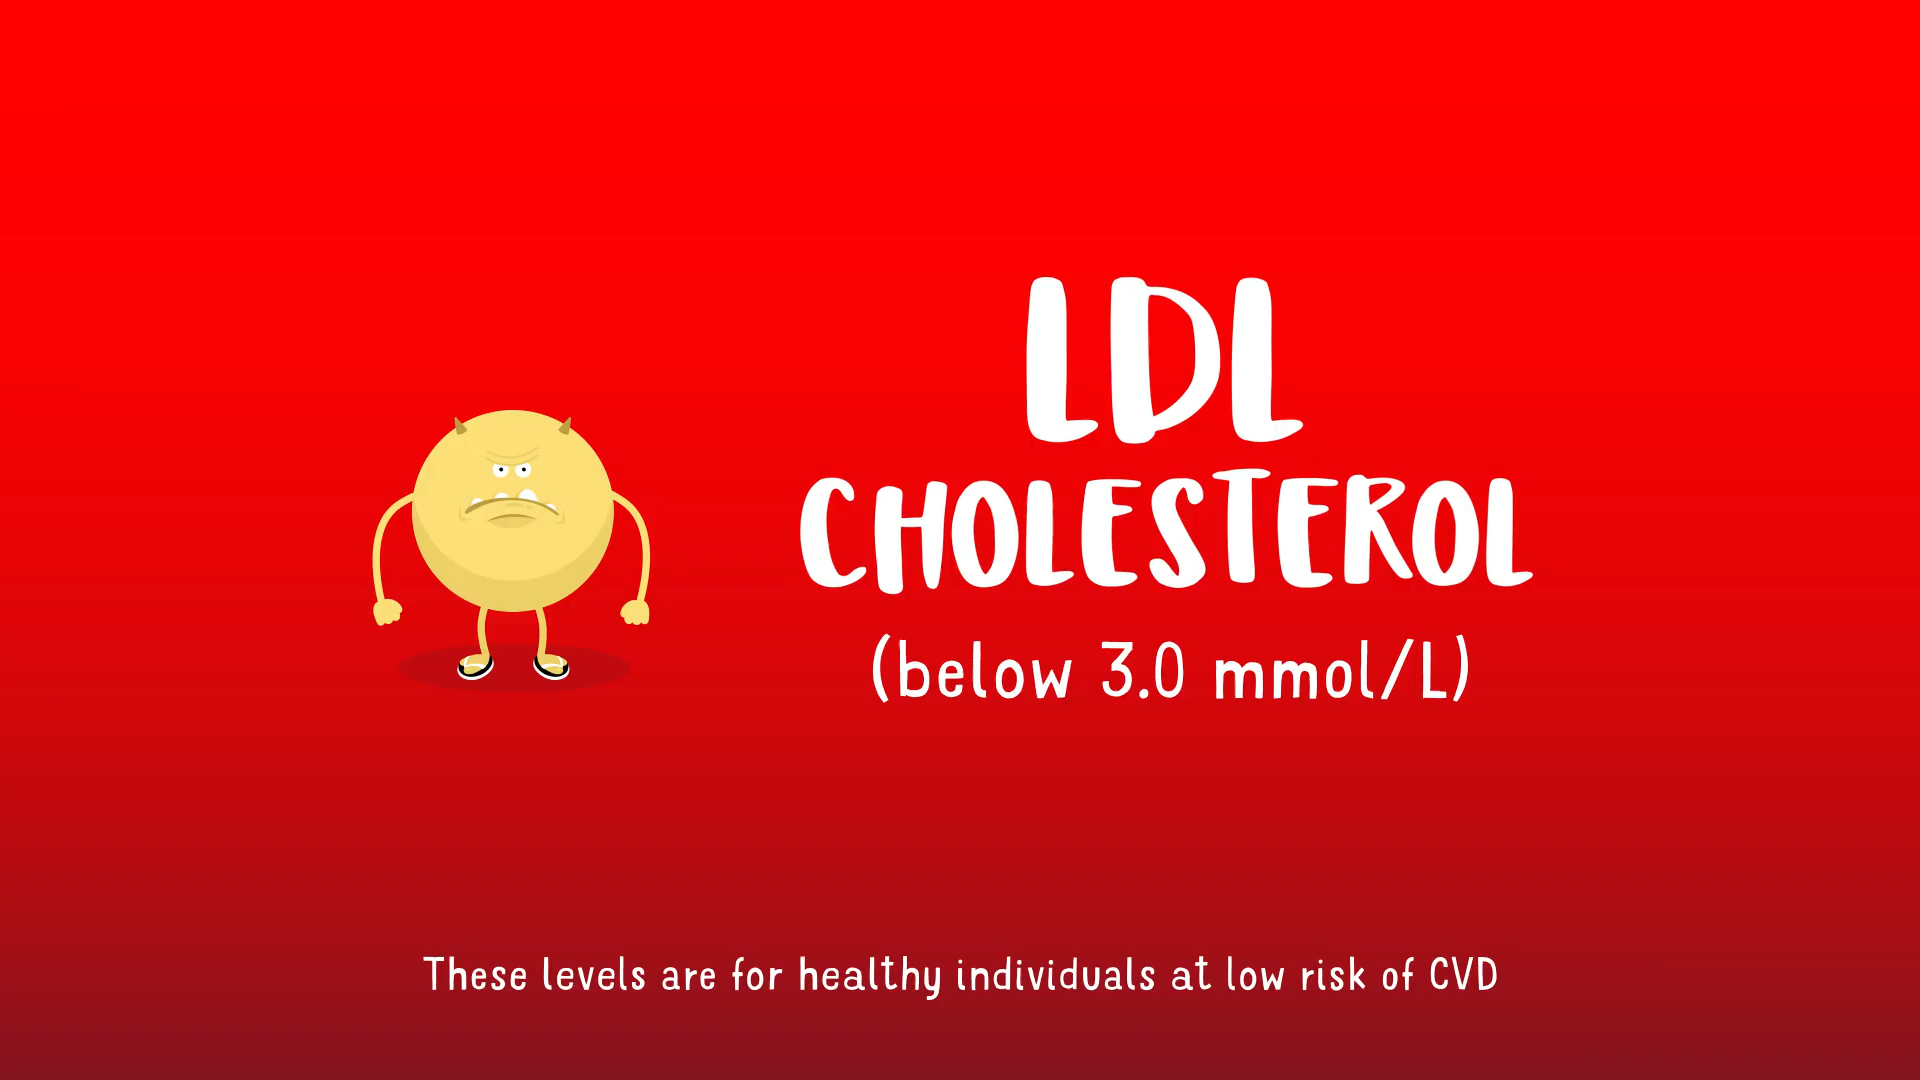 LDL
CHOLESTEROL
(below 3.0 mmol/L)
These levels are for healthy individuals at low risk of CVD